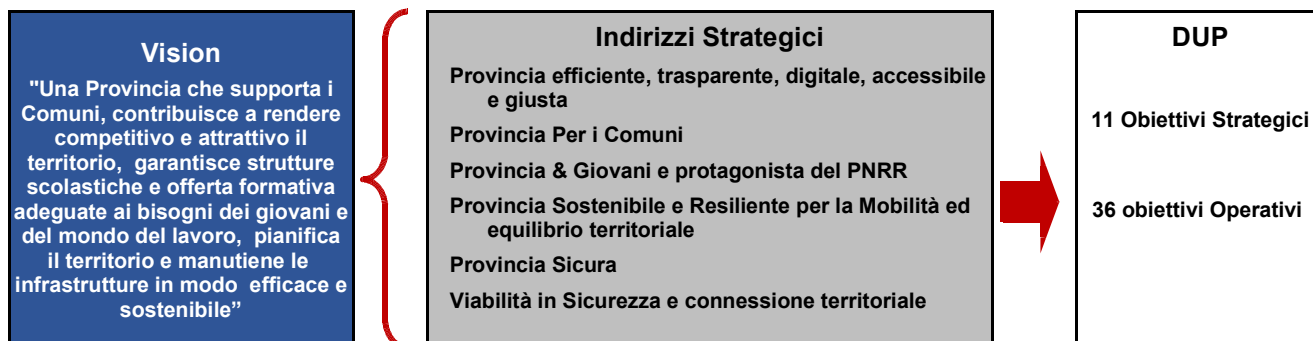 Vision
"Una Provincia che supporta i
Comuni, contribuisce a rendere
competitivo e attrattivo il
territorio, garantisce strutture
scolastiche e offerta formativa
adeguate ai bisogni dei giovani e
del mondo del lavoro, pianifica
il territorio e manutiene le
infrastrutture in modo efficace e
sostenibile”
Indirizzi Strategici
Provincia efficiente, trasparente, digitale, accessibile
e giusta
Provincia Per i Comuni
Provincia & Giovani e protagonista del PNRR
Provincia Sostenibile e Resiliente per la Mobilità ed
equilibrio territoriale
Provincia Sicura
Viabilità in Sicurezza e connessione territoriale
DUP
11 Obiettivi Strategici
36 obiettivi Operativi